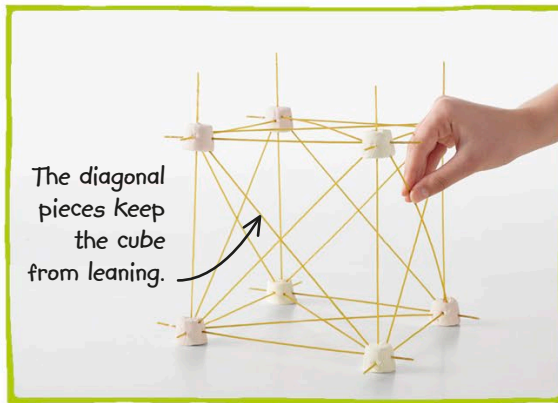 The diagonal
pieces keep
the cube
from leaning.